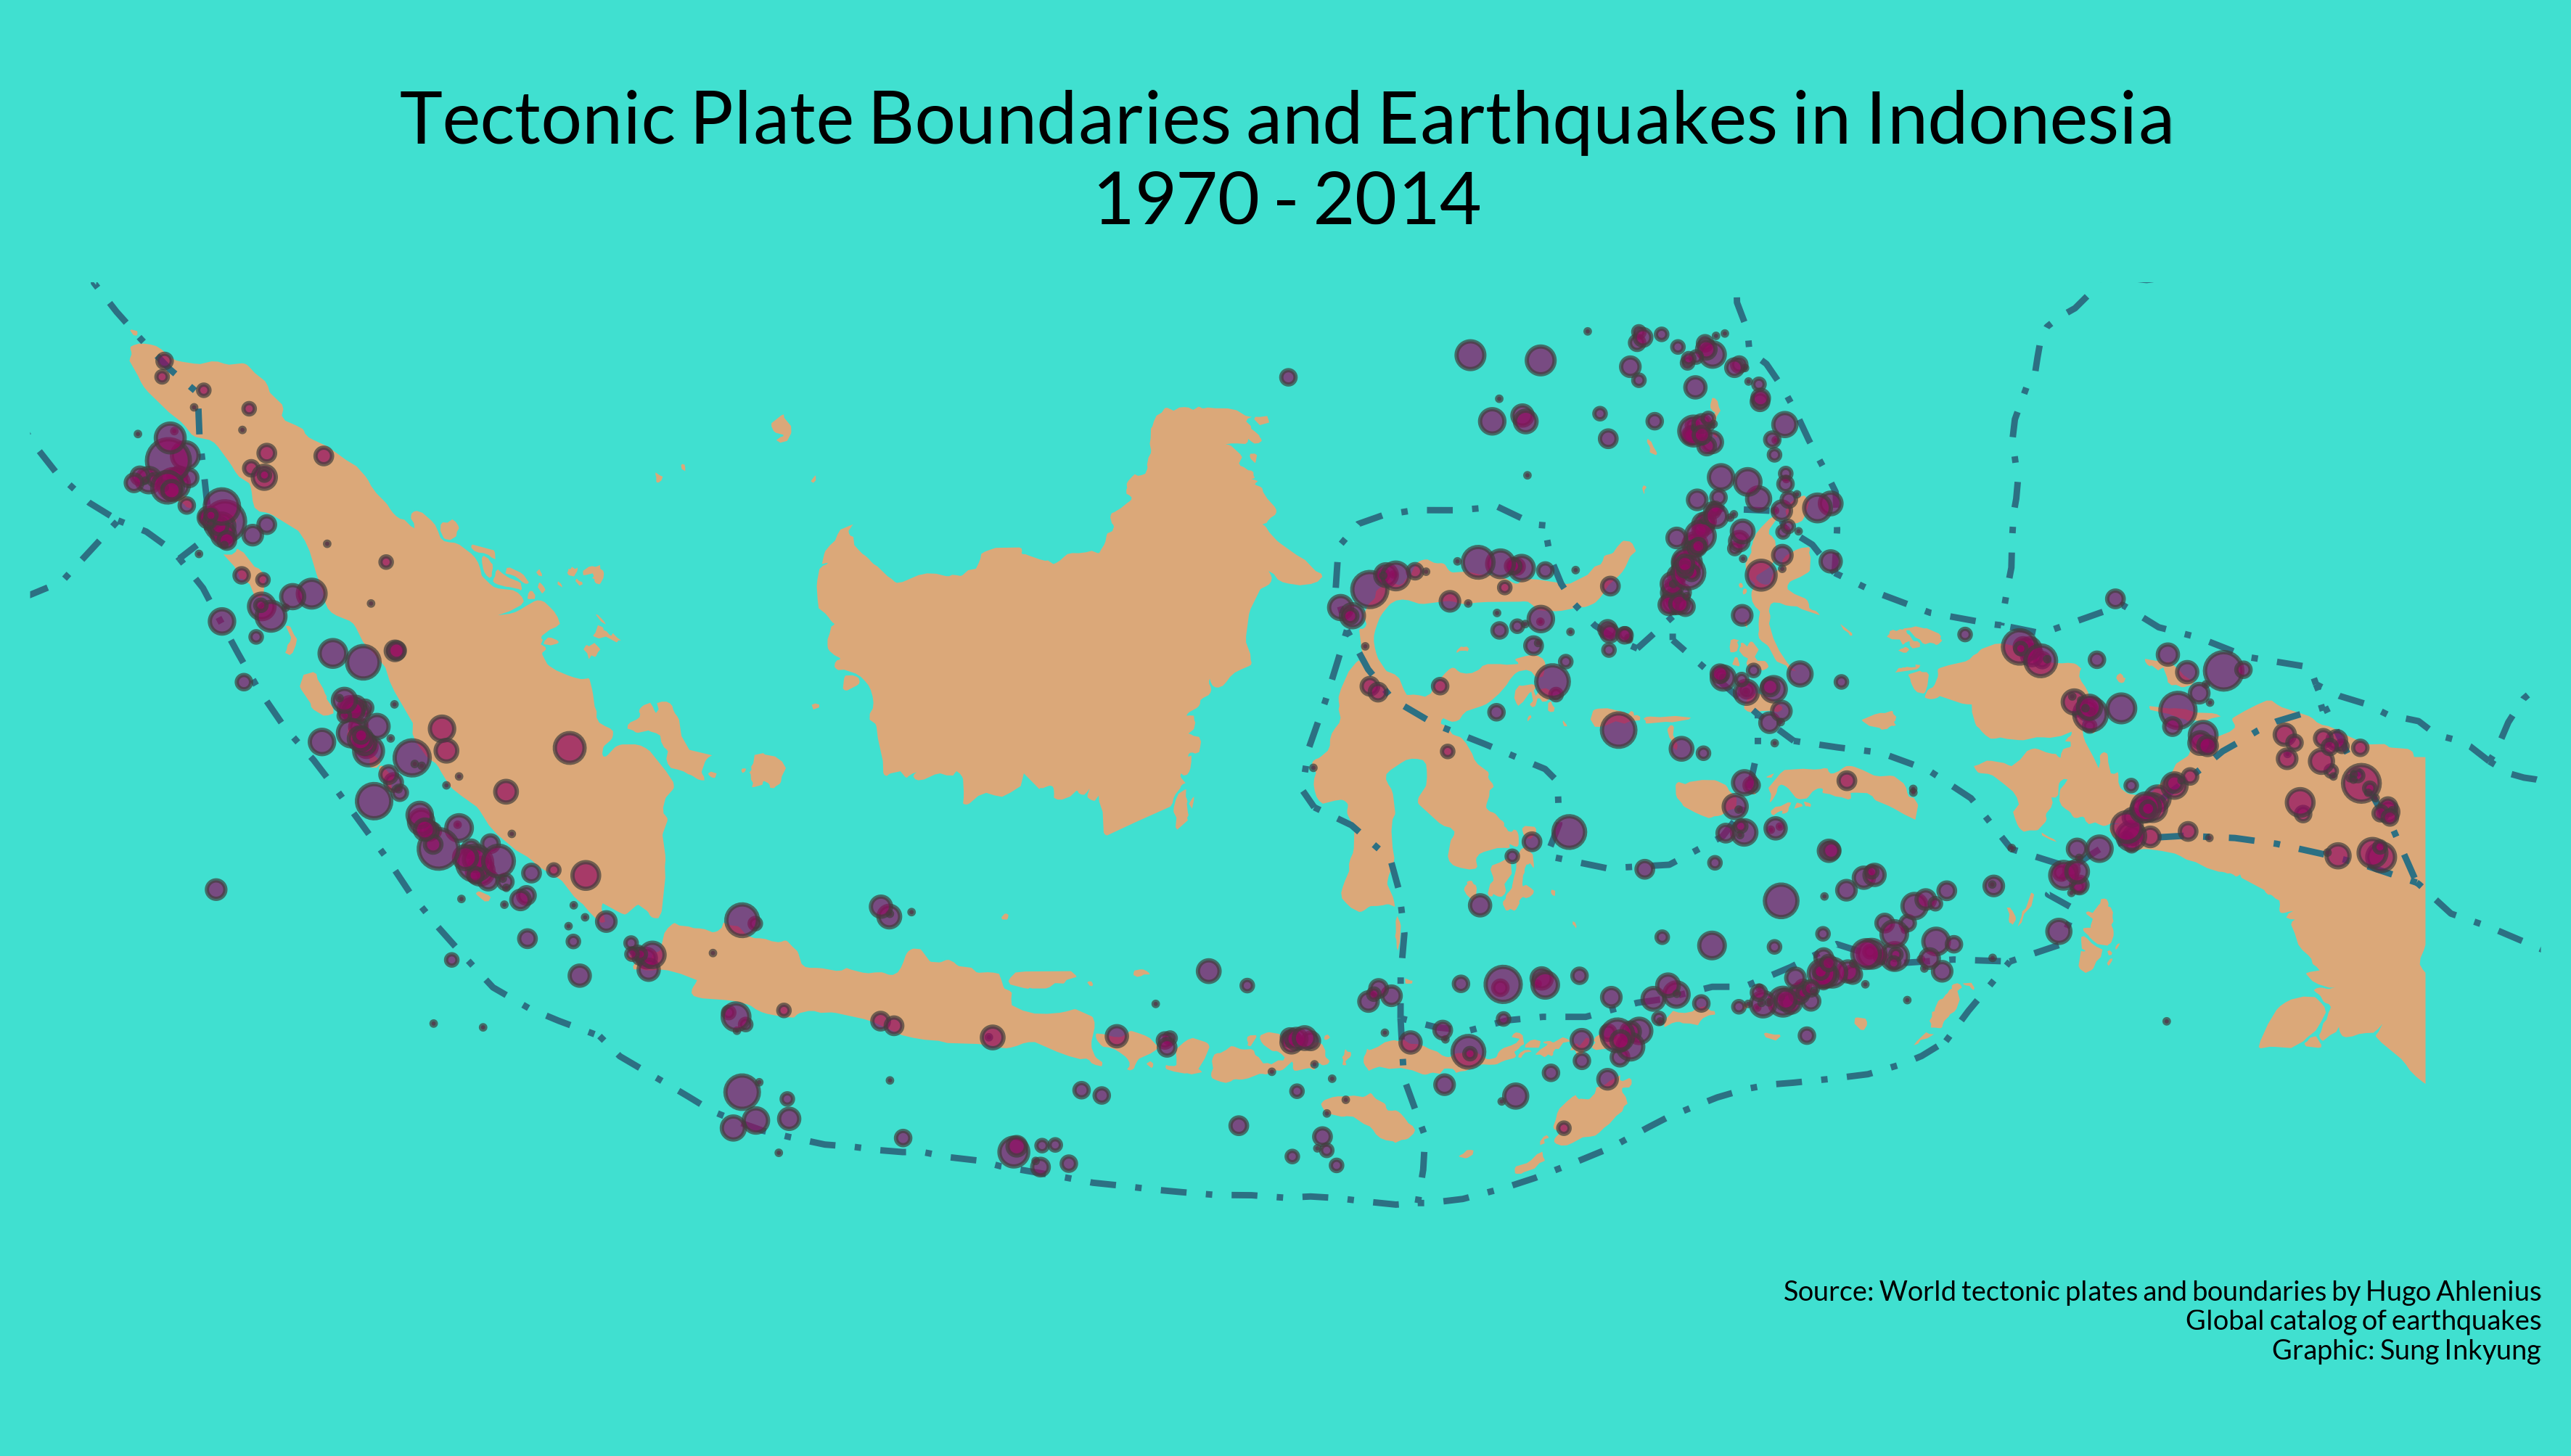 Tectonic Plate Boundaries and Earthquakes in Indonesia
1970 - 2014
Source: World tectonic plates and boundaries by Hugo Ahlenius
Global catalog of earthquakes
Graphic: Sung Inkyung